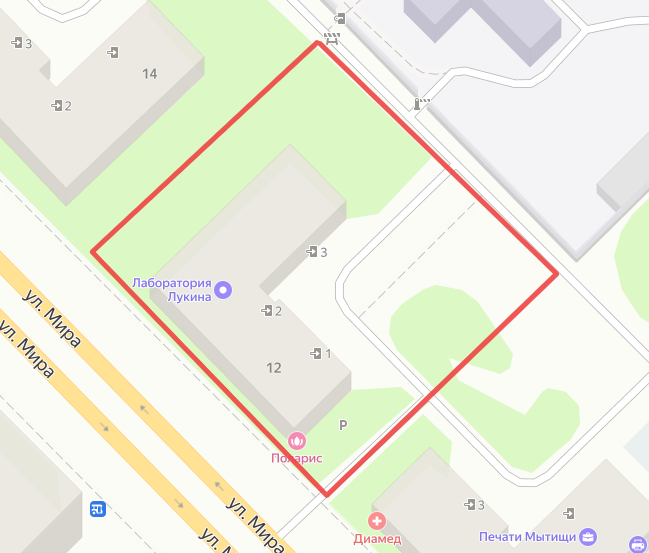 3
14
2
3
Лаборатория
Лукина
2
ул. Мира
1
ул. Мира
12
P
Поларис
3
ул. Мира
Диамед
Печати Мытищи
ул. М